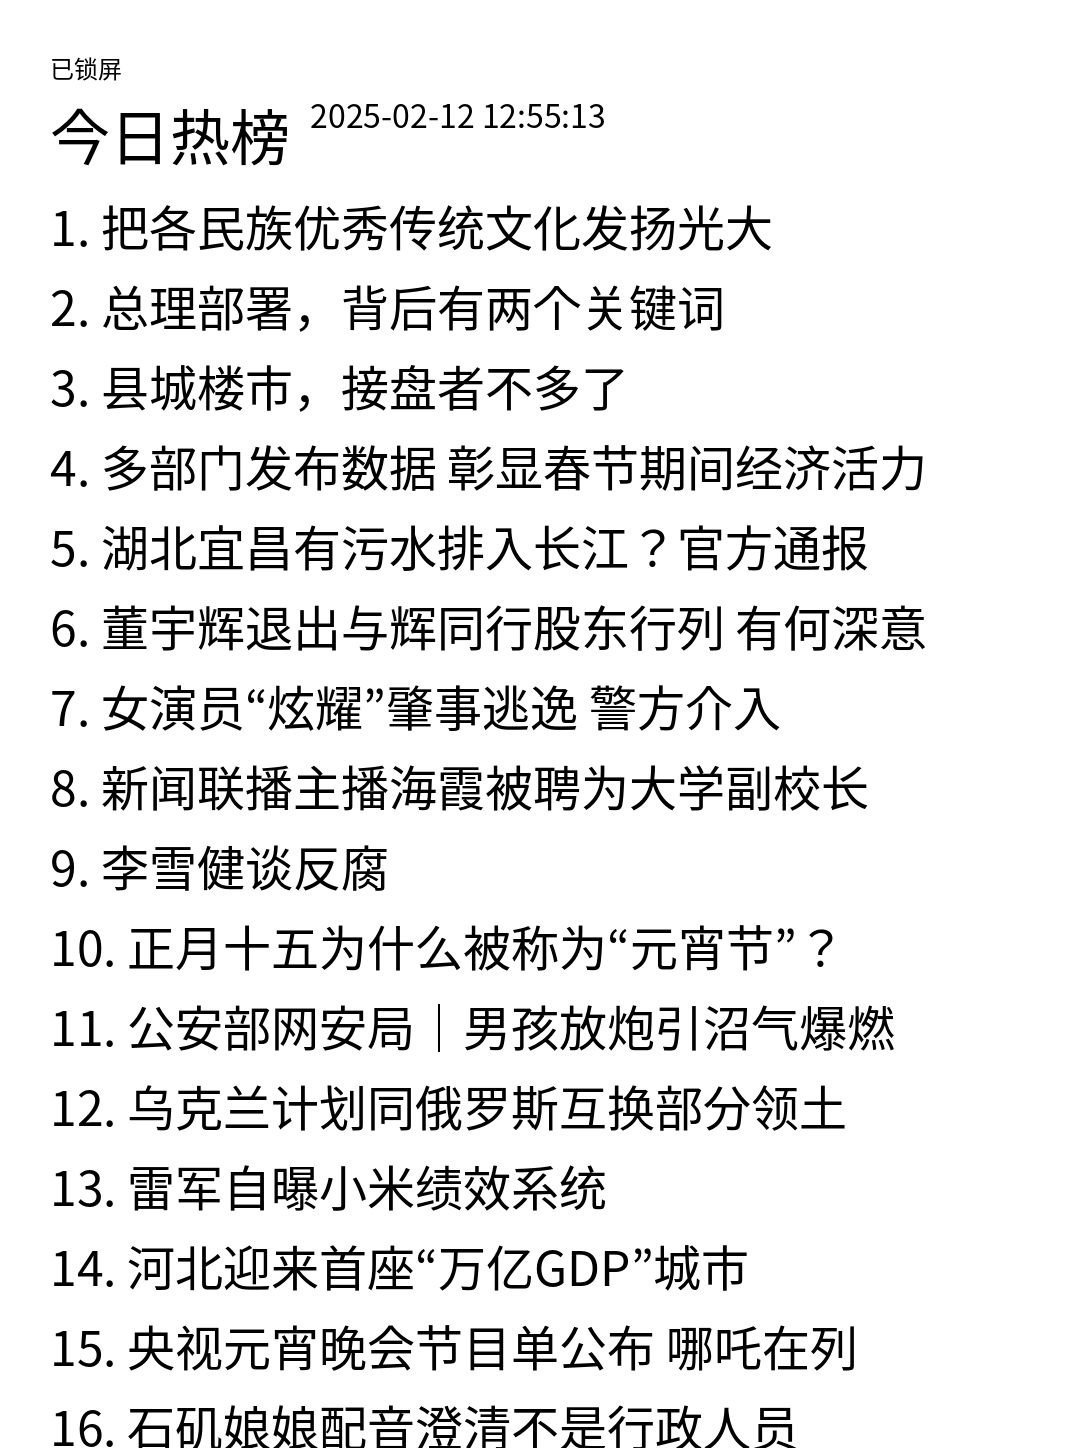 已锁屏
今日热榜 2025-02-12 12:55:13
1. 把各民族优秀传统文化发扬光大
2. 总理部署，背后有两个关键词
3. 县城楼市，接盘者不多了
4. 多部门发布数据 彰显春节期间经济活力
5. 湖北宜昌有污水排入长江？官方通报
6. 董宇辉退出与辉同行股东行列 有何深意
7. 女演员“炫耀”肇事逃逸 警方介入
8. 新闻联播主播海霞被聘为大学副校长
9. 李雪健谈反腐
10. 正月十五为什么被称为“元宵节”？
11. 公安部网安局｜男孩放炮引沼气爆燃
12. 乌克兰计划同俄罗斯互换部分领土
13. 雷军自曝小米绩效系统
14. 河北迎来首座“万亿GDP”城市
15. 央视元宵晚会节目单公布 哪吒在列
16. 石矶娘娘配音澄清不是行政人员